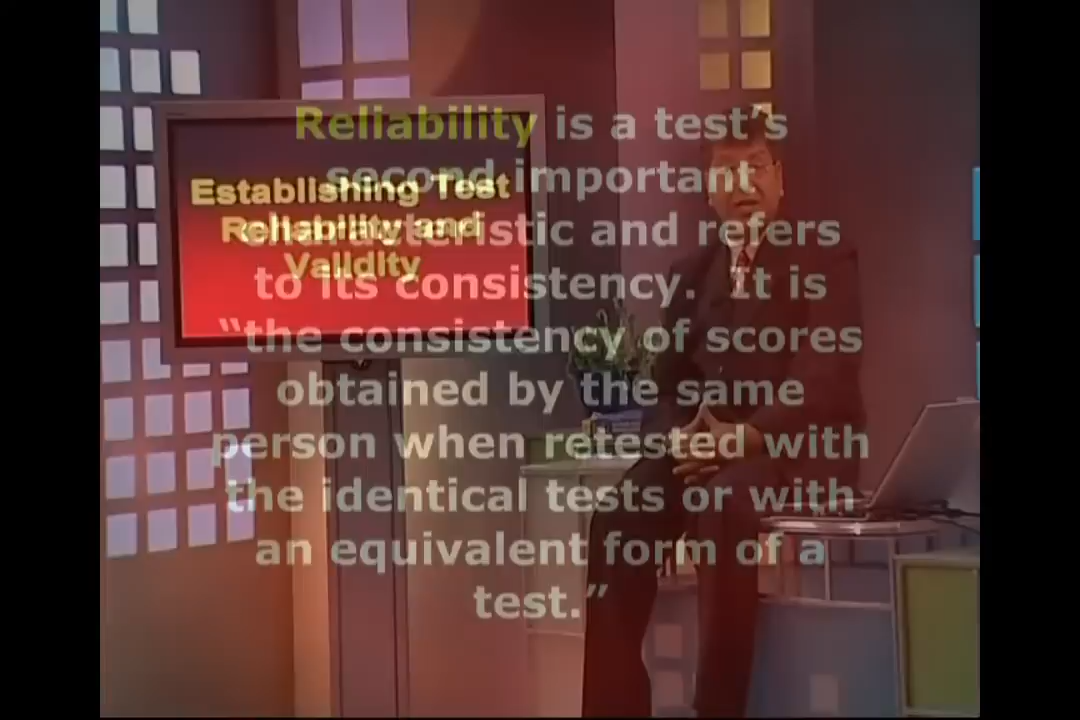 Reliability is a test's
second important
characteristic and refers
to its consistency. It is
“the consistency of scores
obtained by the same
person when retested with
the identical tests or with
an equivalent form of a
test.”
Establishing Test
Reliability and
Validity